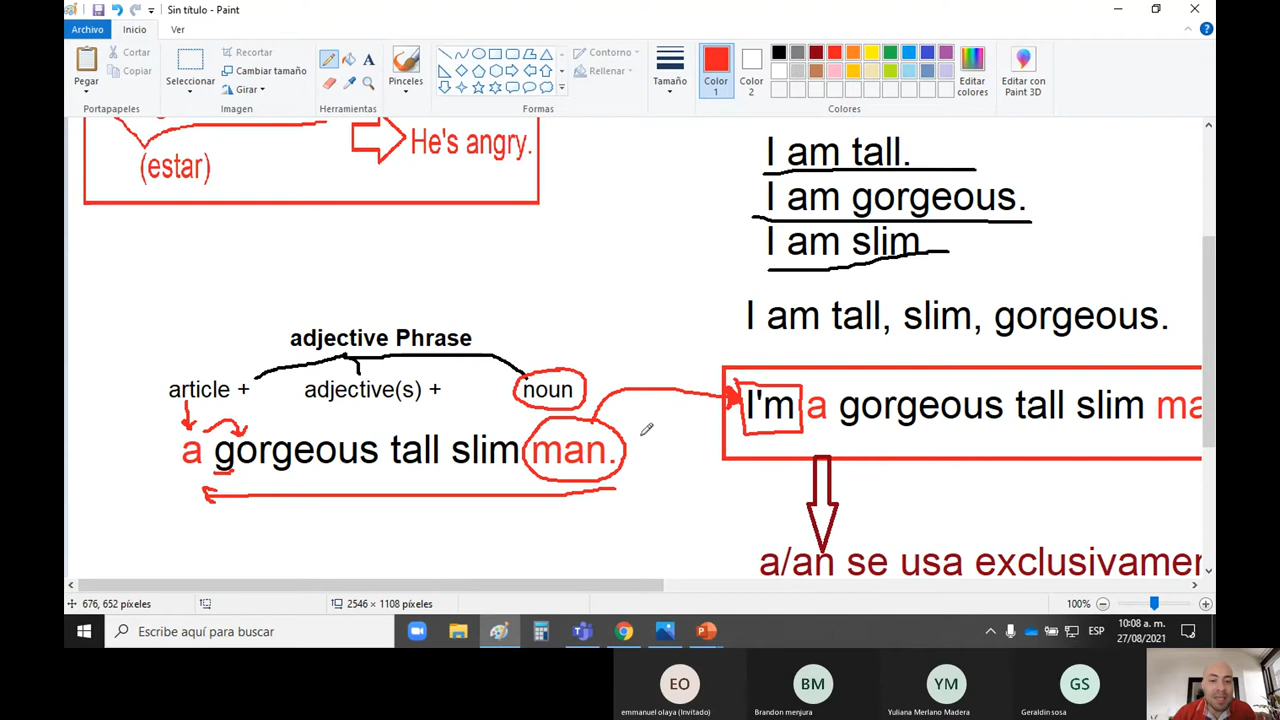 Sin título - Paint
Archivo Inicio Ver
Pegar
Cortar
Copiar
Portapapeles
Seleccionar
Recortar
Cambiar tamaño
Girar
Imagen
A
Herramientas
Pinceles
Contorno
Rellenar
Formas
Tamaño
Color 1
Color 2
Editar colores
Colores
Editar con Paint 3D
(estar)
He's angry.
I am tall.
I am gorgeous.
I am slim
I am tall, slim, gorgeous.
adjective Phrase
article + adjective(s) + noun
a gorgeous tall slim man.
I'm a gorgeous tall slim ma
a/an se usa exclusivamer
676, 652 píxeles
2546 × 1108 píxeles
100%
Escribe aquí para buscar
ESP
10:08 a. m.
27/08/2021
EO
BM
YM
GS
emmanuel olaya (Invitado)
Brandon menjura
Yuliana Merlano Madera
Geraldin sosa